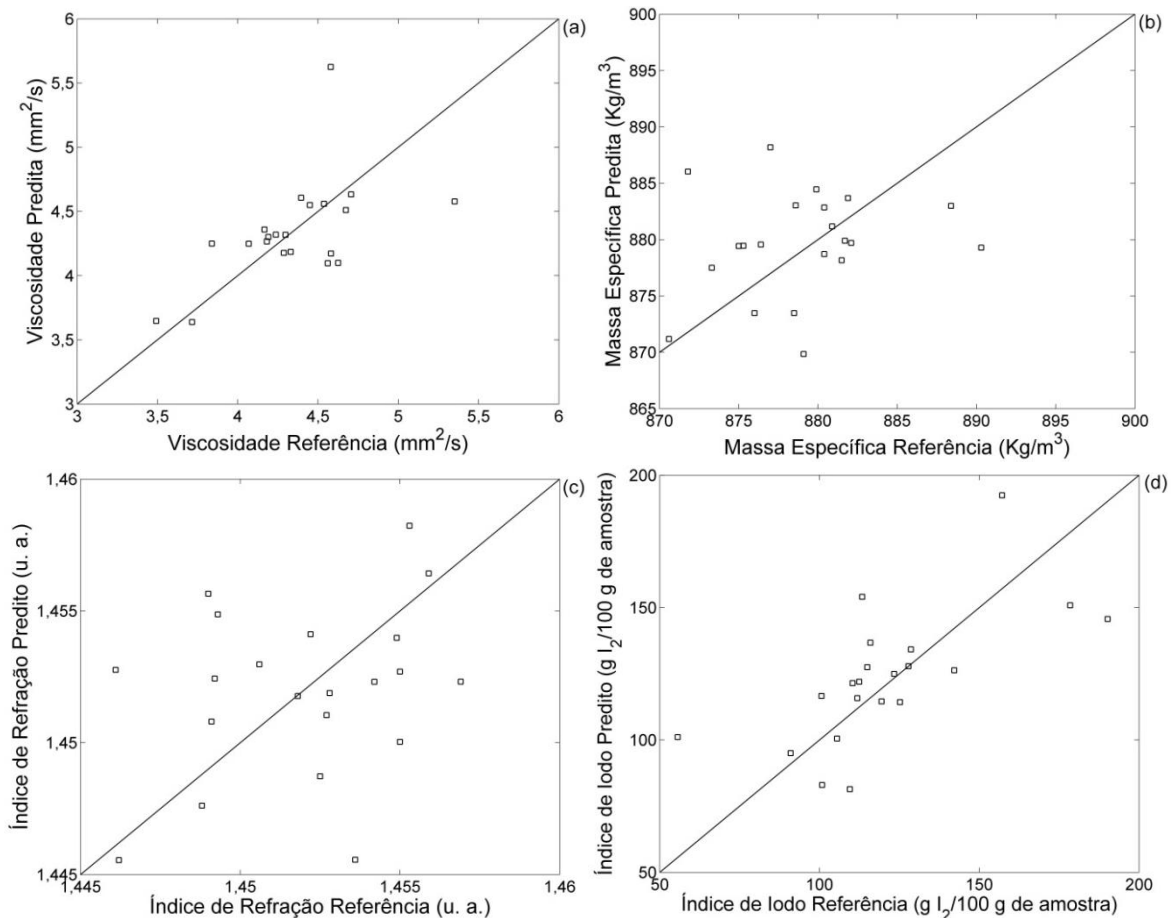 (a)
Viscosidade Predita (mm²/s)
6
5,5
5
4,5
4
3,5
3
3 3,5 4 4,5 5 5,5 6
Viscosidade Referência (mm²/s)
(b)
Massa Específica Predita (Kg/m³)
900
895
890
885
880
875
870
865
870 875 880 885 890 895 900
Massa Específica Referência (Kg/m³)
(c)
Índice de Refração Predito (u. a.)
1,46
1,455
1,45
1,445
1,445 1,45 1,455 1,46
Índice de Refração Referência (u. a.)
(d)
Índice de Iodo Predito (g I₂/100 g de amostra)
200
150
100
50
50 100 150 200
Índice de Iodo Referência (g I₂/100 g de amostra)